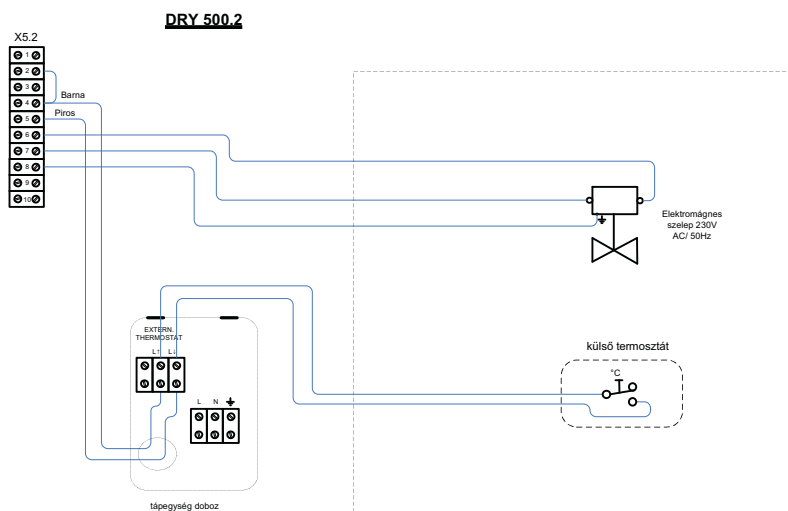 DRY 500.2
X5.2
1
2
3
4
5
6
7
8
9
10
Barna
Piros
Elektromágnes
szelep 230V
AC/ 50Hz
EXTERN.
THERMOSTAT
L↑ L↓
L N
külső termosztát
°C
tápegység doboz